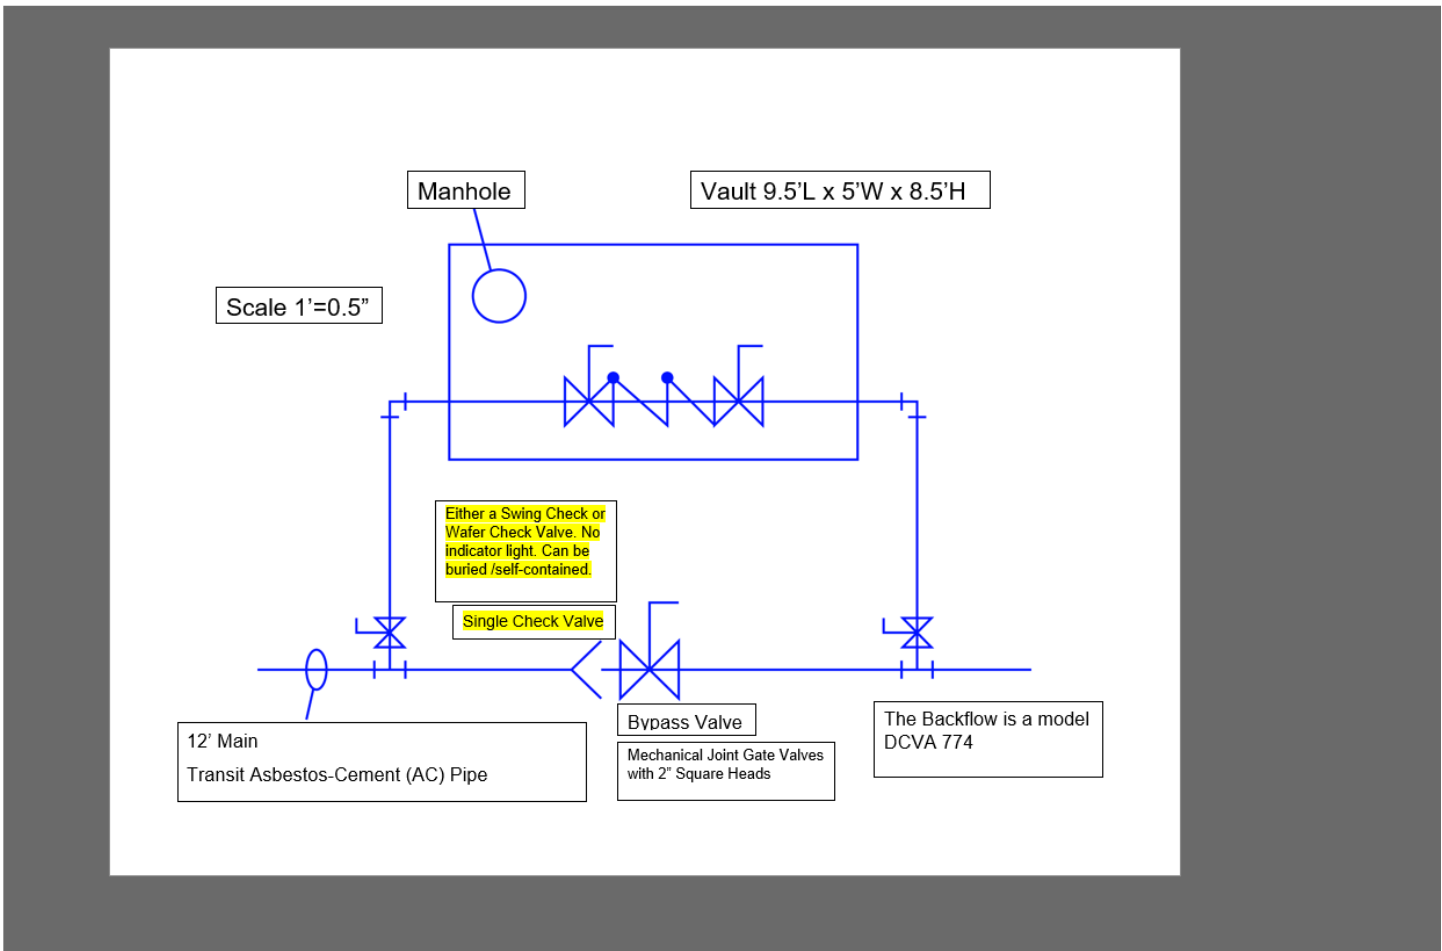 Manhole
Vault 9.5’L x 5’W x 8.5’H
Scale 1’=0.5”
Either a Swing Check or
Wafer Check Valve. No
indicator light. Can be
buried /self-contained.
Single Check Valve
Bypass Valve
Mechanical Joint Gate Valves
with 2” Square Heads
The Backflow is a model
DCVA 774
12’ Main
Transit Asbestos-Cement (AC) Pipe